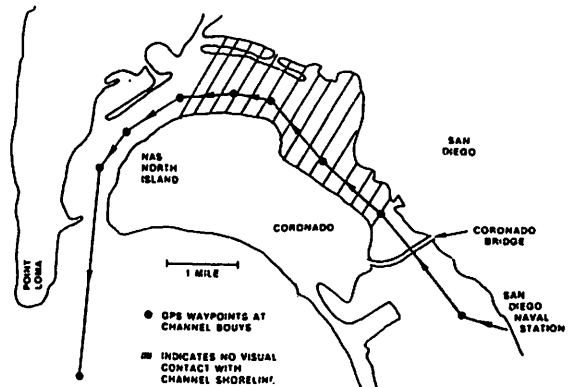 SAN
DIEGO
NAS
NORTH
ISLAND
CORONADO
CORONADO
BRIDGE
POINT
LOMA
1 MILE
SAN
DIEGO
NAVAL
STATION
GPS WAYPOINTS AT
CHANNEL BOUYS
INDICATES NO VISUAL
CONTACT WITH
CHANNEL SHORELINE.